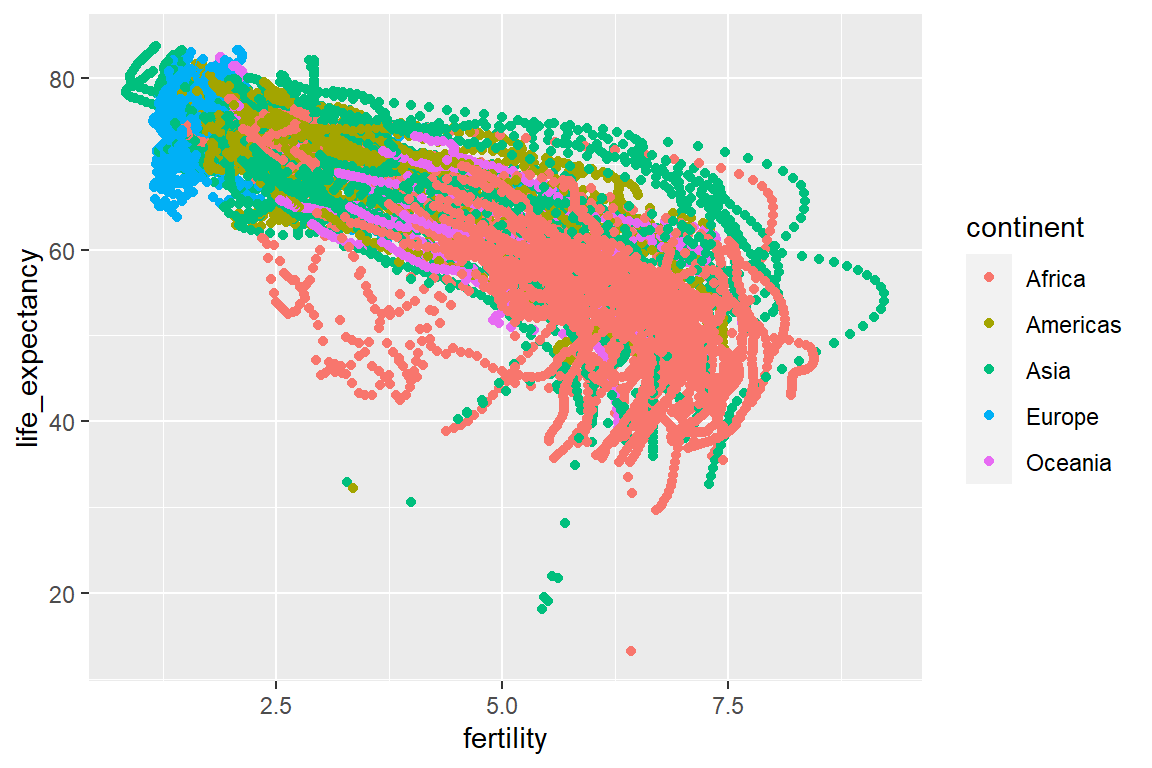 80
60
40
20
life_expectancy
2.5 5.0 7.5
fertility
continent
Africa
Americas
Asia
Europe
Oceania